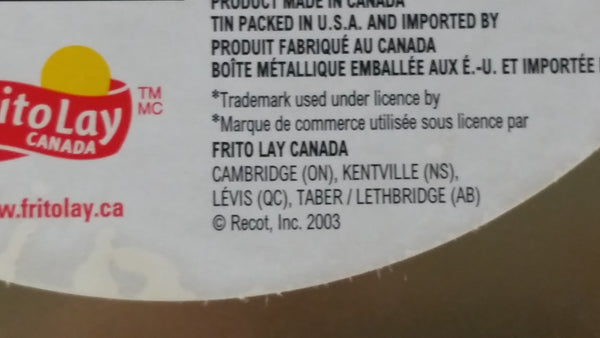 PRODUCT MADE IN CANADA
TIN PACKED IN U.S.A. AND IMPORTED BY
PRODUIT FABRIQUÉ AU CANADA
BOÎTE MÉTALLIQUE EMBALLÉE AUX É.-U. ET IMPORTÉE
*Trademark used under licence by
*Marque de commerce utilisée sous licence par
FRITO LAY CANADA
CAMBRIDGE (ON), KENTVILLE (NS),
LÉVIS (QC), TABER / LETHBRIDGE (AB)
© Recot, Inc. 2003
ito Lay
CANADA
TM
MC
w.fritolay.ca